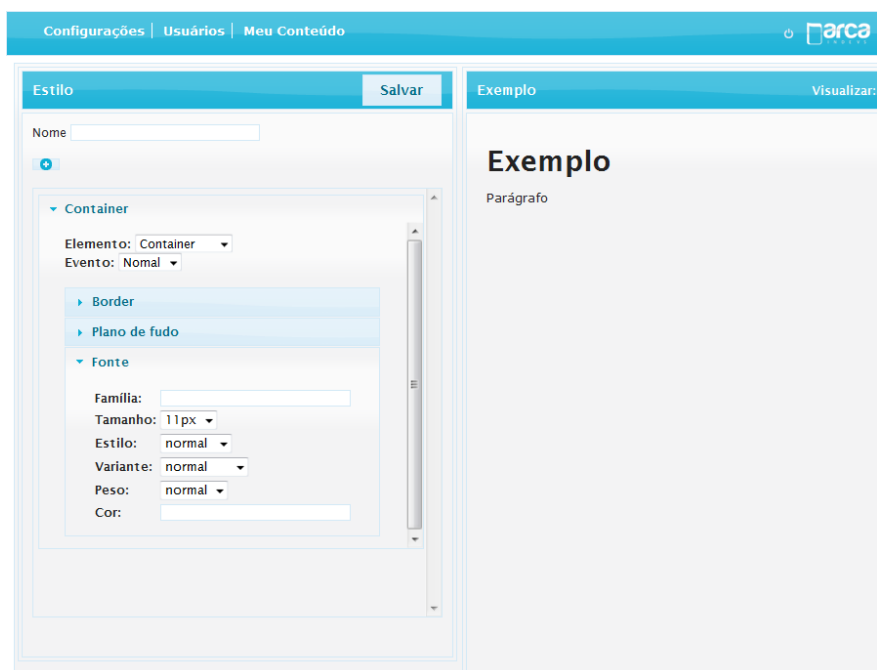 Configurações | Usuários | Meu Conteúdo
arca
Estilo
Salvar
Nome
Container
Elemento: Container
Evento: Nomal
Border
Plano de fudo
Fonte
Família:
Tamanho: 11px
Estilo: normal
Variante: normal
Peso: normal
Cor:
Exemplo
Visualizar:
Exemplo
Parágrafo